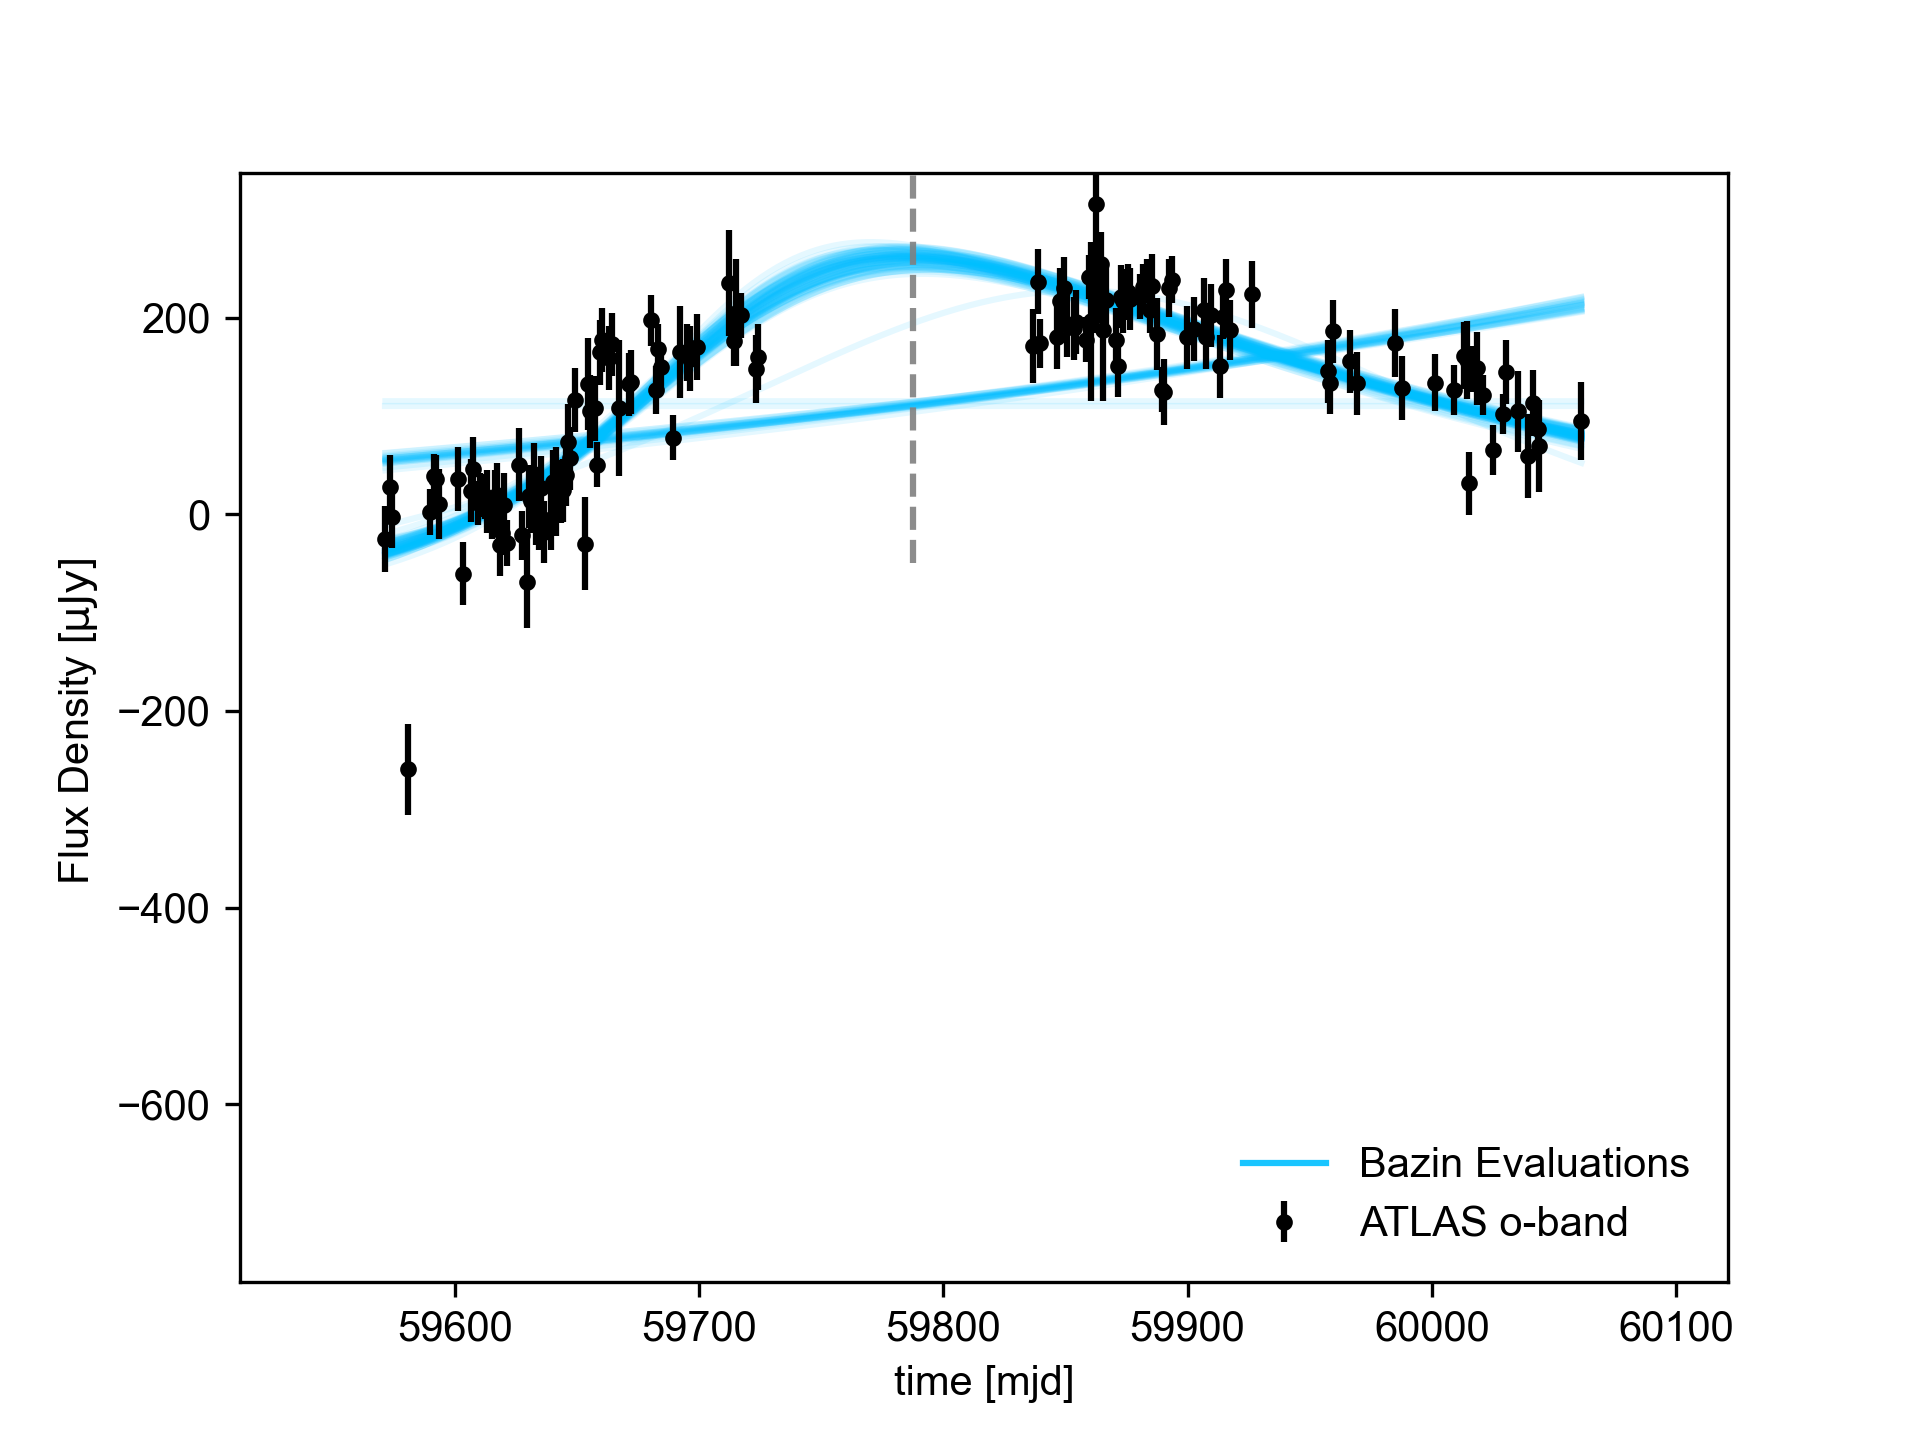 200
0
−200
−400
−600
Flux Density [µJy]
59600 59700 59800 59900 60000 60100
time [mjd]
Bazin Evaluations
ATLAS o-band